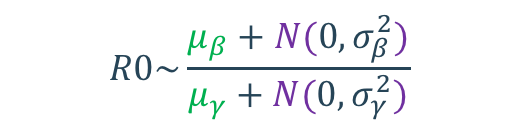 R0~ μ_β + N(0, σ_β^2) / μ_γ + N(0, σ_γ^2)